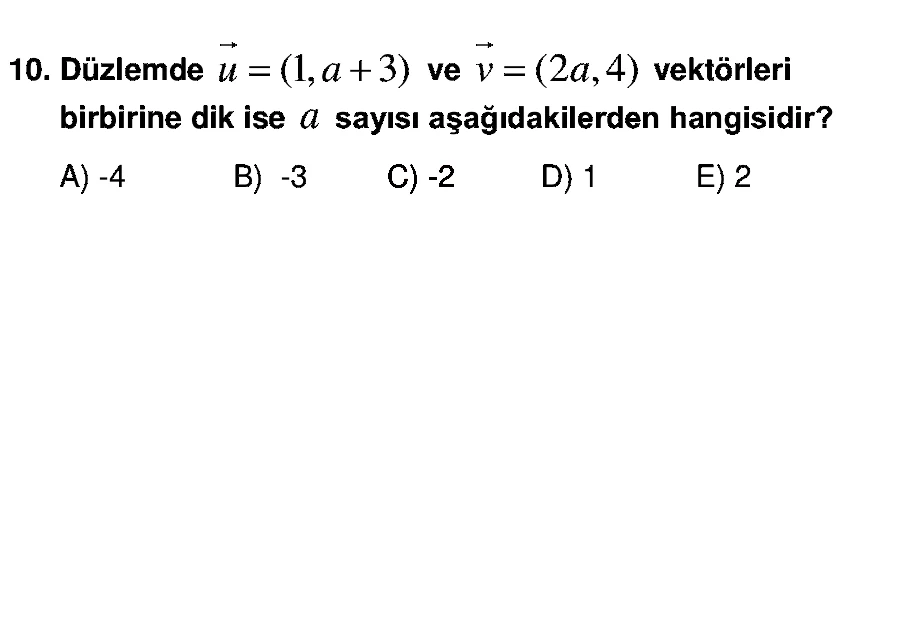 10. Düzlemde u⃗ = (1, a + 3) ve v⃗ = (2a, 4) vektörleri
birbirine dik ise a sayısı aşağıdakilerden hangisidir?
A) -4 B) -3 C) -2 D) 1 E) 2